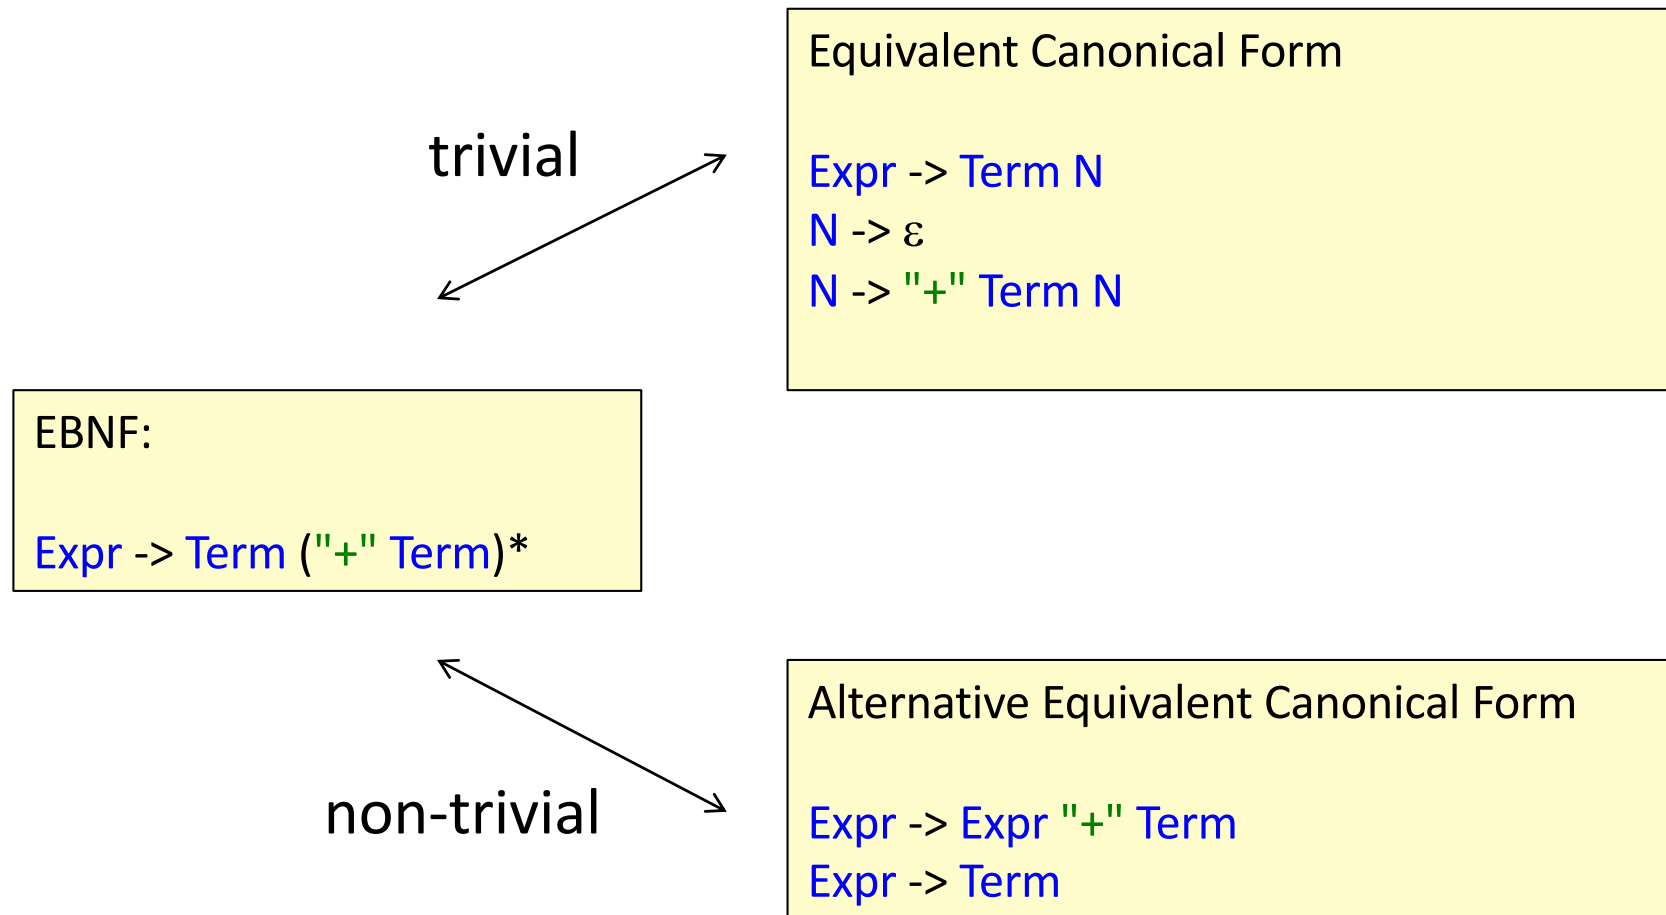 Equivalent Canonical Form
trivial
Expr -> Term N
N -> ε
N -> "+" Term N
EBNF:
Expr -> Term ("+" Term)*
Alternative Equivalent Canonical Form
non-trivial
Expr -> Expr "+" Term
Expr -> Term